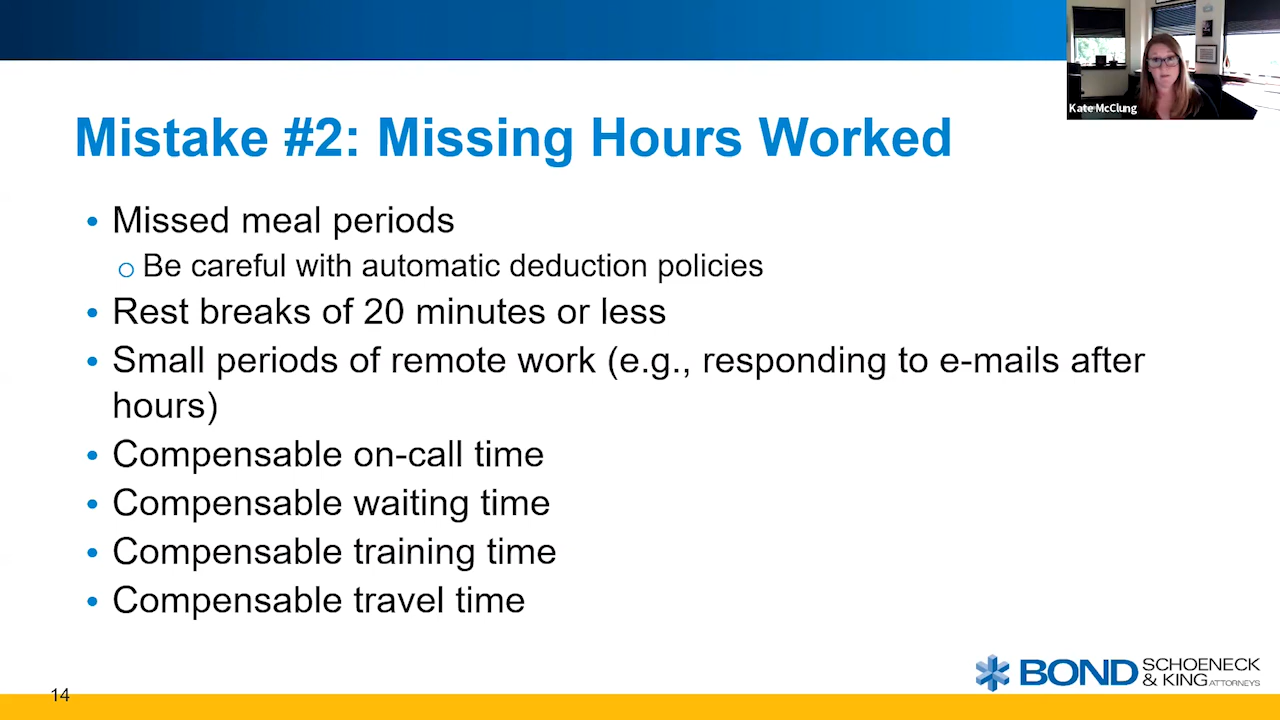 Kate McClung
Mistake #2: Missing Hours Worked
• Missed meal periods
o Be careful with automatic deduction policies
• Rest breaks of 20 minutes or less
• Small periods of remote work (e.g., responding to e-mails after
hours)
• Compensable on-call time
• Compensable waiting time
• Compensable training time
• Compensable travel time
14
BOND SCHOENECK
& KING ATTORNEYS